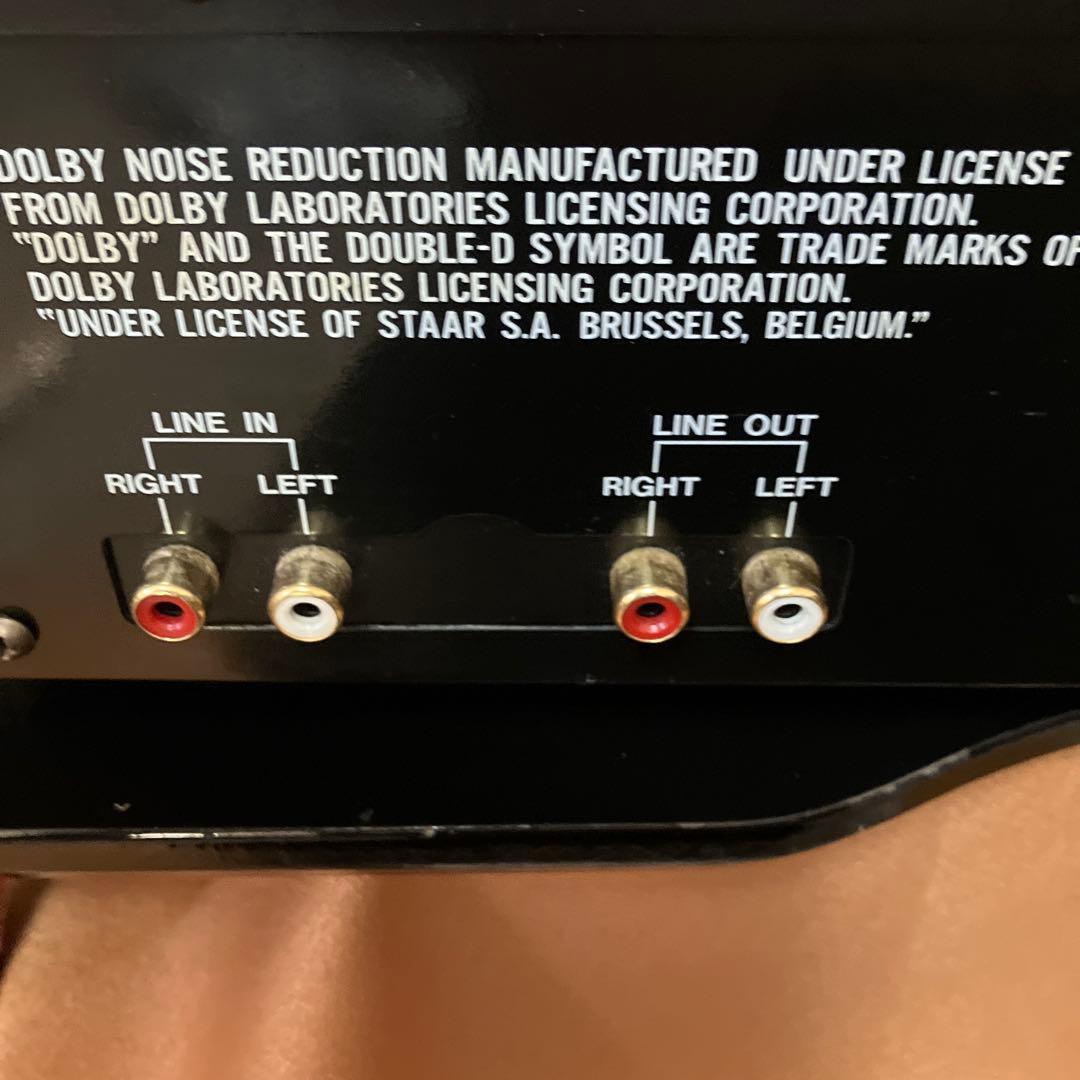 DOLBY NOISE REDUCTION MANUFACTURED UNDER LICENSE
FROM DOLBY LABORATORIES LICENSING CORPORATION.
“DOLBY” AND THE DOUBLE-D SYMBOL ARE TRADE MARKS OF
DOLBY LABORATORIES LICENSING CORPORATION.
“UNDER LICENSE OF STAAR S.A. BRUSSELS, BELGIUM.”
LINE IN LINE OUT
RIGHT LEFT RIGHT LEFT